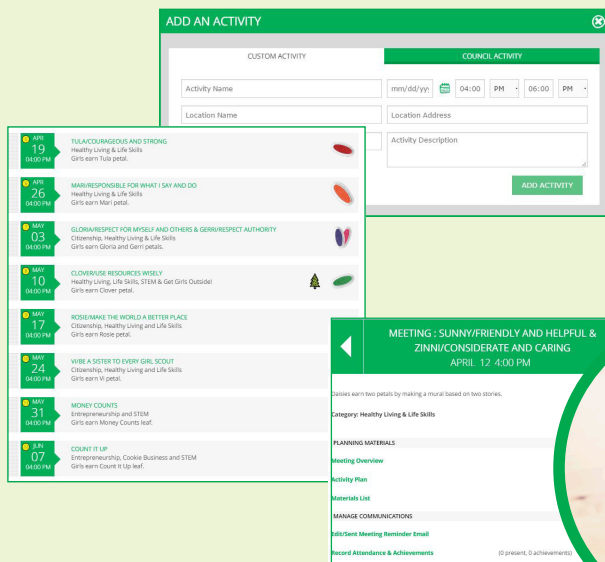 ADD AN ACTIVITY
CUSTOM ACTIVITY
COUNCIL ACTIVITY
Activity Name
mm/dd/yy
04:00 PM
06:00 PM
Location Name
Location Address
Activity Description
ADD ACTIVITY
APR
19
04:00 PM
TULA/COURAGEOUS AND STRONG
Healthy Living & Life Skills
Girls earn Tula petal.
APR
26
04:00 PM
MARI/RESPONSIBLE FOR WHAT I SAY AND DO
Healthy Living & Life Skills
Girls earn Mari petal.
MAY
03
04:00 PM
GLORIA/RESPECT FOR MYSELF AND OTHERS & GERRI/RESPECT AUTHORITY
Citizenship, Healthy Living & Life Skills
Girls earn Gloria and Gerri petals.
MAY
10
04:00 PM
CLOVER/USE RESOURCES WISELY
Healthy Living, Life Skills, STEM & Get Girls Outside!
Girls earn Clover petal.
MAY
17
04:00 PM
ROSIE/MAKE THE WORLD A BETTER PLACE
Citizenship, Healthy Living and Life Skills
Girls earn Rosie petal.
MAY
24
04:00 PM
VI/BE A SISTER TO EVERY GIRL SCOUT
Citizenship, Healthy Living and Life Skills
Girls earn Vi petal.
MAY
31
04:00 PM
MONEY COUNTS
Entrepreneurship and STEM
Girls earn Money Counts leaf.
JUN
07
04:00 PM
COUNT IT UP
Entrepreneurship, Cookie Business and STEM
Girls earn Count It Up leaf.
MEETING : SUNNY/FRIENDLY AND HELPFUL &
ZINNI/CONSIDERATE AND CARING
APRIL 12 4:00 PM
Daisies earn two petals by making a mural based on two stories.
Category: Healthy Living & Life Skills
PLANNING MATERIALS
Meeting Overview
Activity Plan
Materials List
MANAGE COMMUNICATIONS
Edit/Sent Meeting Reminder Email
Record Attendance & Achievements (0 present, 0 achievements)